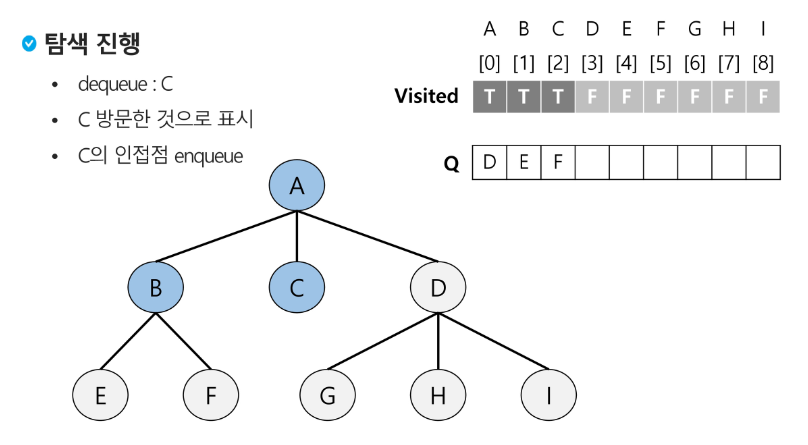 탐색 진행
• dequeue : C
• C 방문한 것으로 표시
• C의 인접점 enqueue
A B C D E F G H I
[0] [1] [2] [3] [4] [5] [6] [7] [8]
Visited T T T F F F F F F
Q D E F
A
B C D
E F G H I